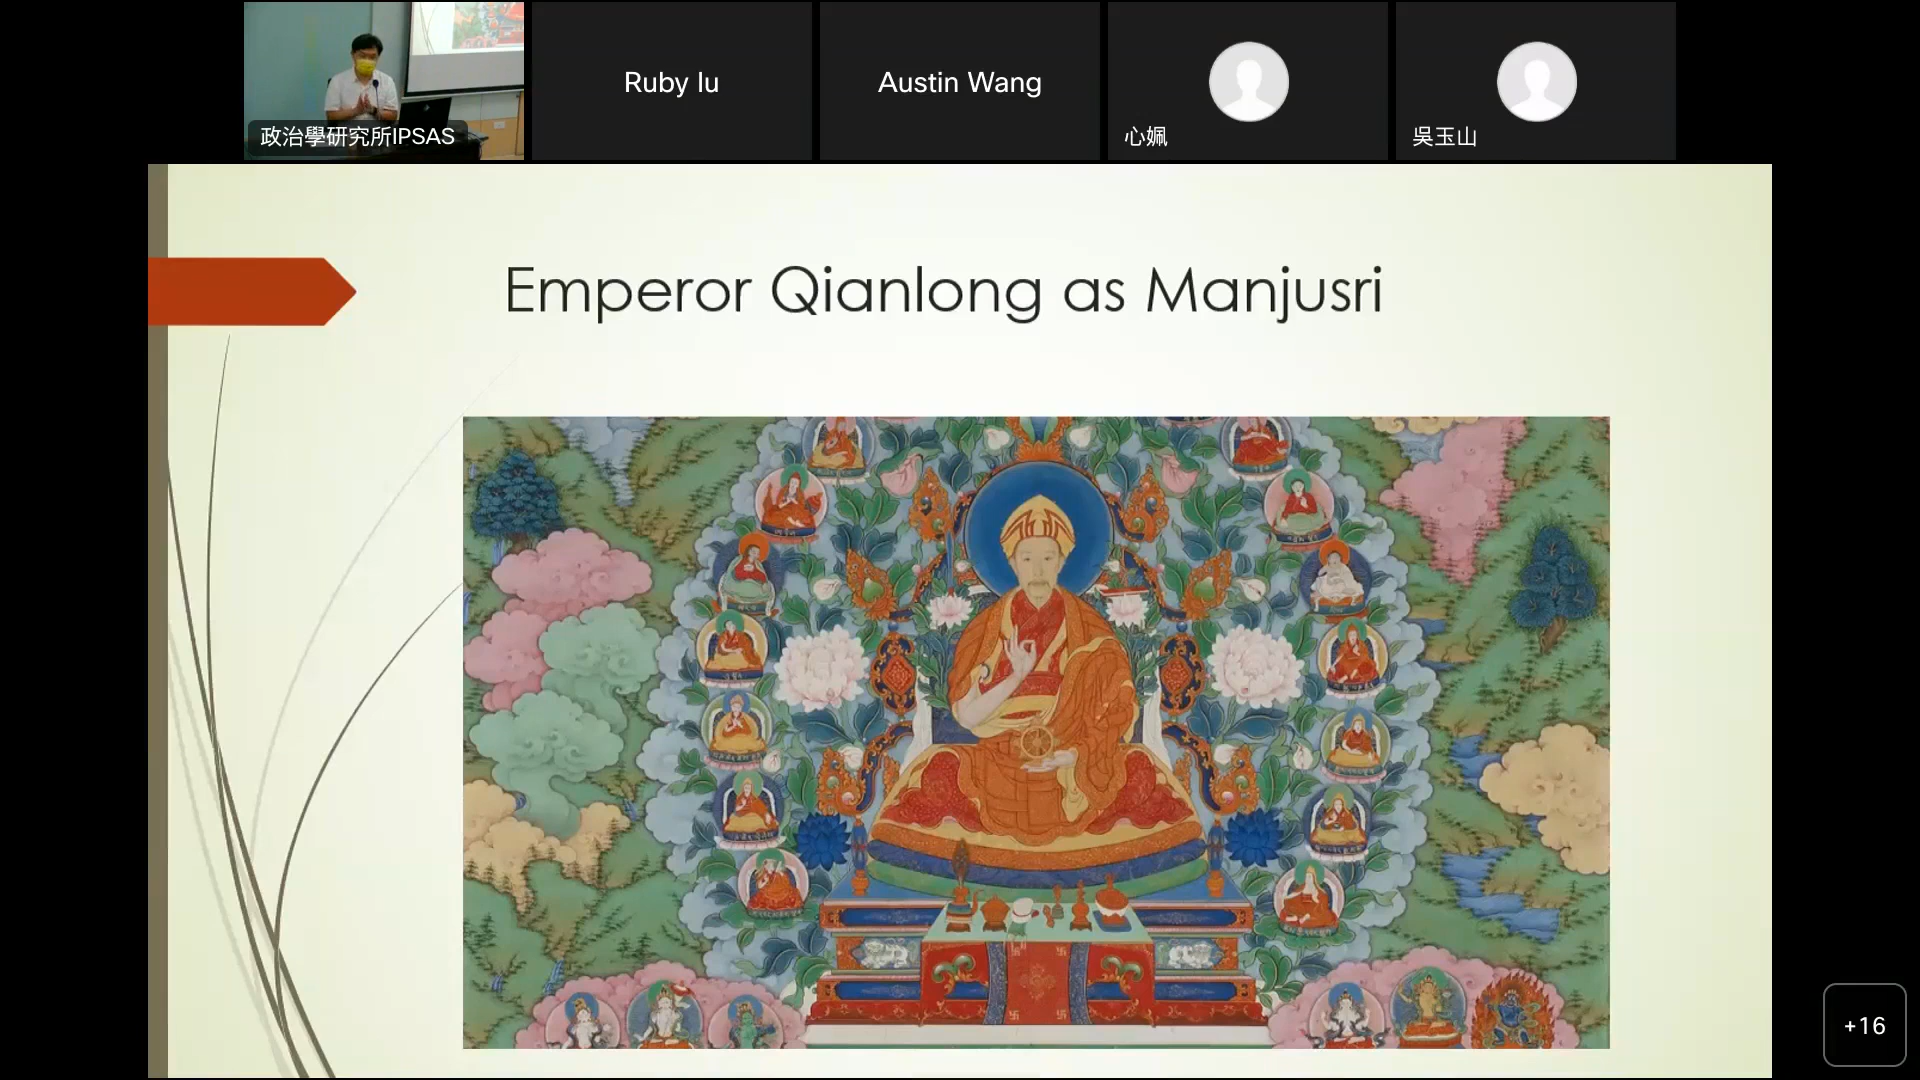 政治學研究所IPSAS
Ruby Iu
Austin Wang
心姵
吳玉山
Emperor Qianlong as Manjusri
+16